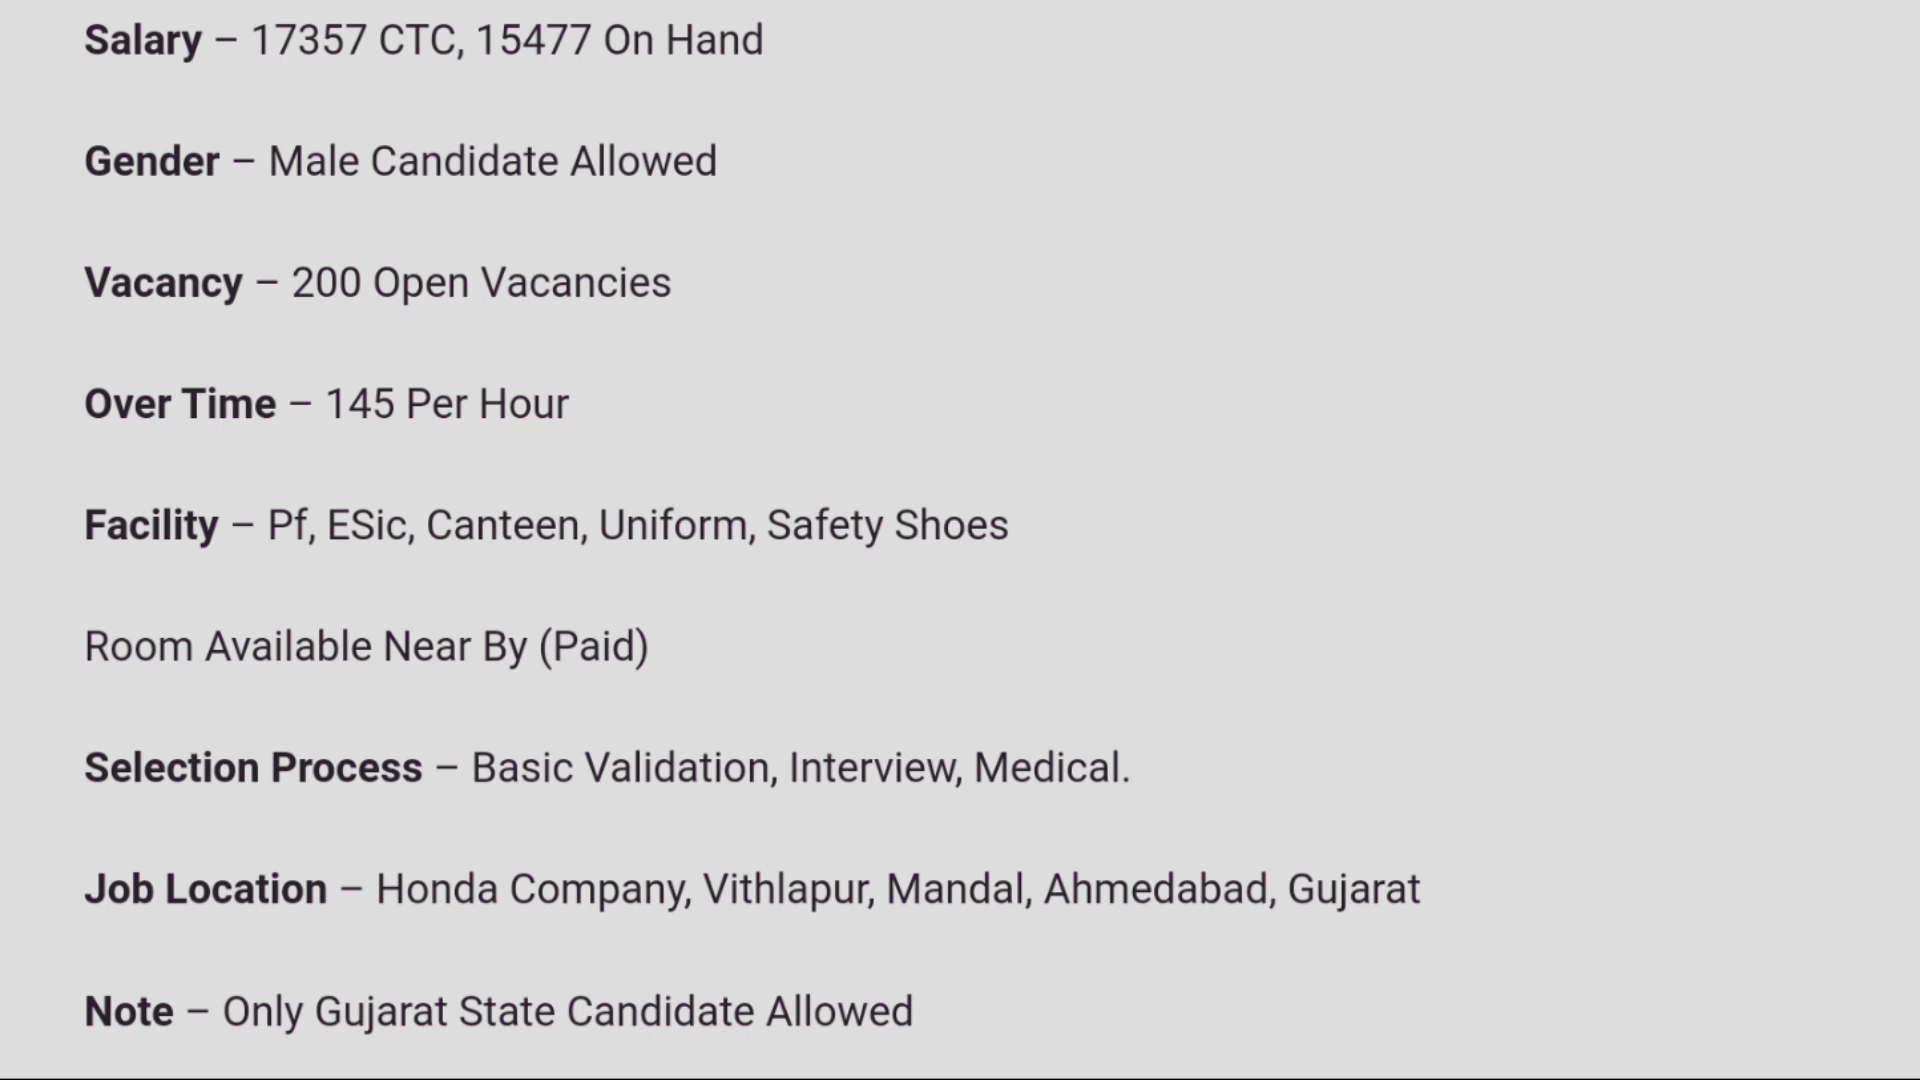 Salary – 17357 CTC, 15477 On Hand
Gender – Male Candidate Allowed
Vacancy – 200 Open Vacancies
Over Time – 145 Per Hour
Facility – Pf, ESic, Canteen, Uniform, Safety Shoes
Room Available Near By (Paid)
Selection Process – Basic Validation, Interview, Medical.
Job Location – Honda Company, Vithlapur, Mandal, Ahmedabad, Gujarat
Note – Only Gujarat State Candidate Allowed